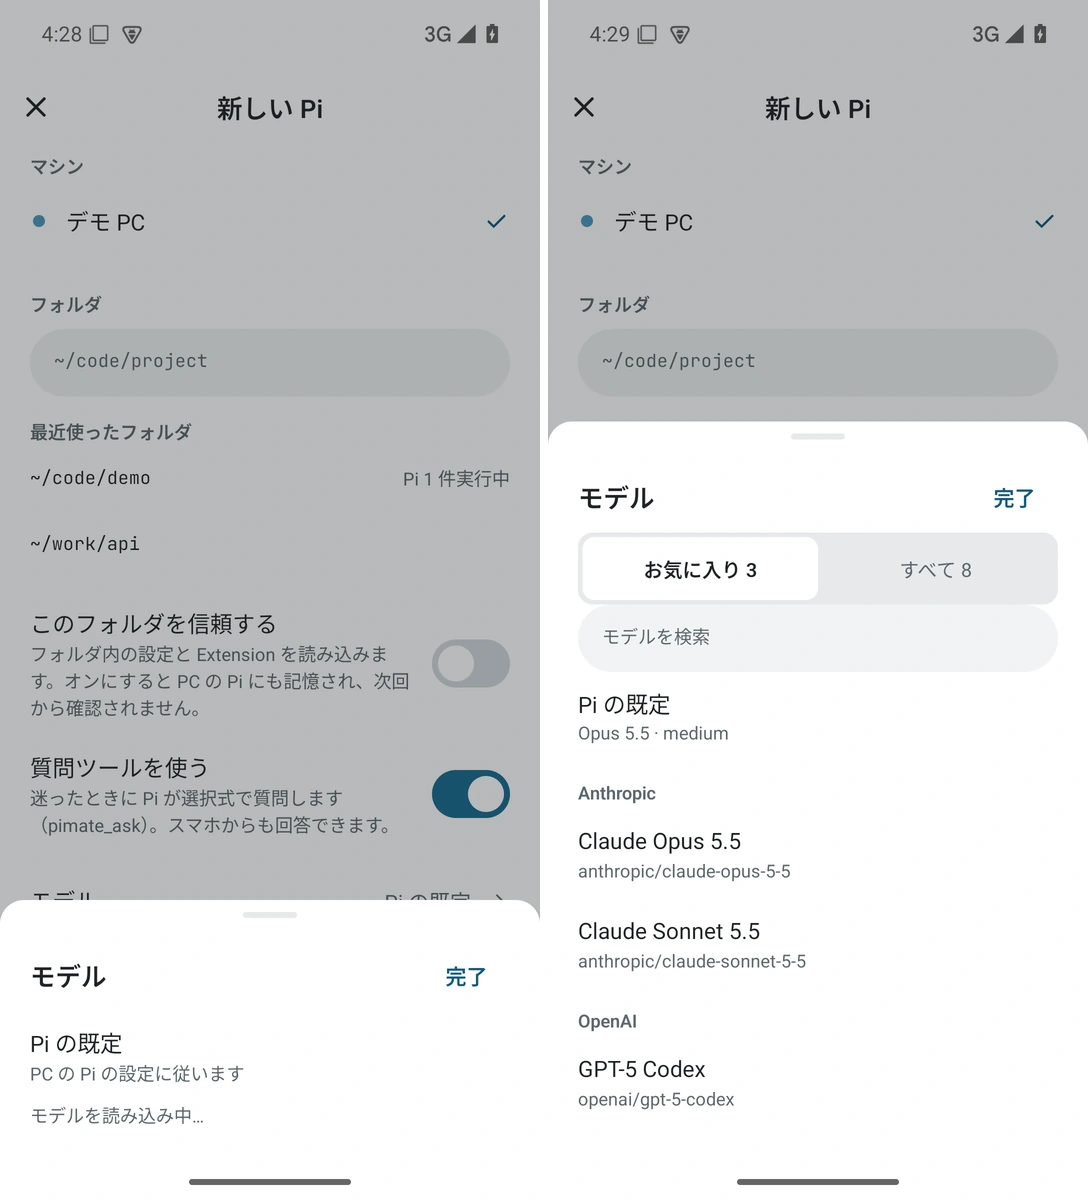 4:28
3G
新しい Pi
マシン
デモ PC
フォルダ
~/code/project
最近使ったフォルダ
~/code/demo
Pi 1 件実行中
~/work/api
このフォルダを信頼する
フォルダ内の設定と Extension を読み込みま
す。オンにすると PC の Pi にも記憶され、次回
から確認されません。
質問ツールを使う
迷ったときに Pi が選択式で質問します
（pimate_ask）。スマホからも回答できます。
モデル
Pi の既定
モデル
完了
Pi の既定
PC の Pi の設定に従います
モデルを読み込み中…
4:29
3G
新しい Pi
マシン
デモ PC
フォルダ
~/code/project
モデル
完了
お気に入り 3
すべて 8
モデルを検索
Pi の既定
Opus 5.5 · medium
Anthropic
Claude Opus 5.5
anthropic/claude-opus-5-5
Claude Sonnet 5.5
anthropic/claude-sonnet-5-5
OpenAI
GPT-5 Codex
openai/gpt-5-codex